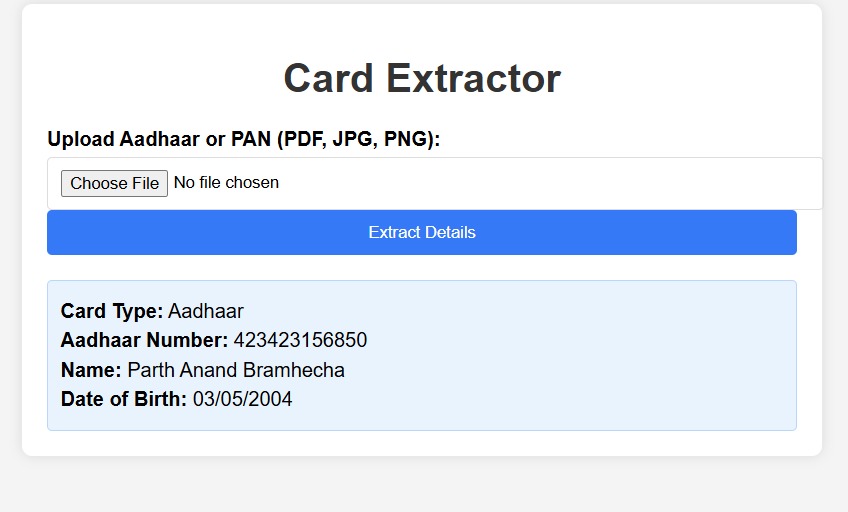 Card Extractor
Upload Aadhaar or PAN (PDF, JPG, PNG):
Choose File No file chosen
Extract Details
Card Type: Aadhaar
Aadhaar Number: 423423156850
Name: Parth Anand Bramhecha
Date of Birth: 03/05/2004